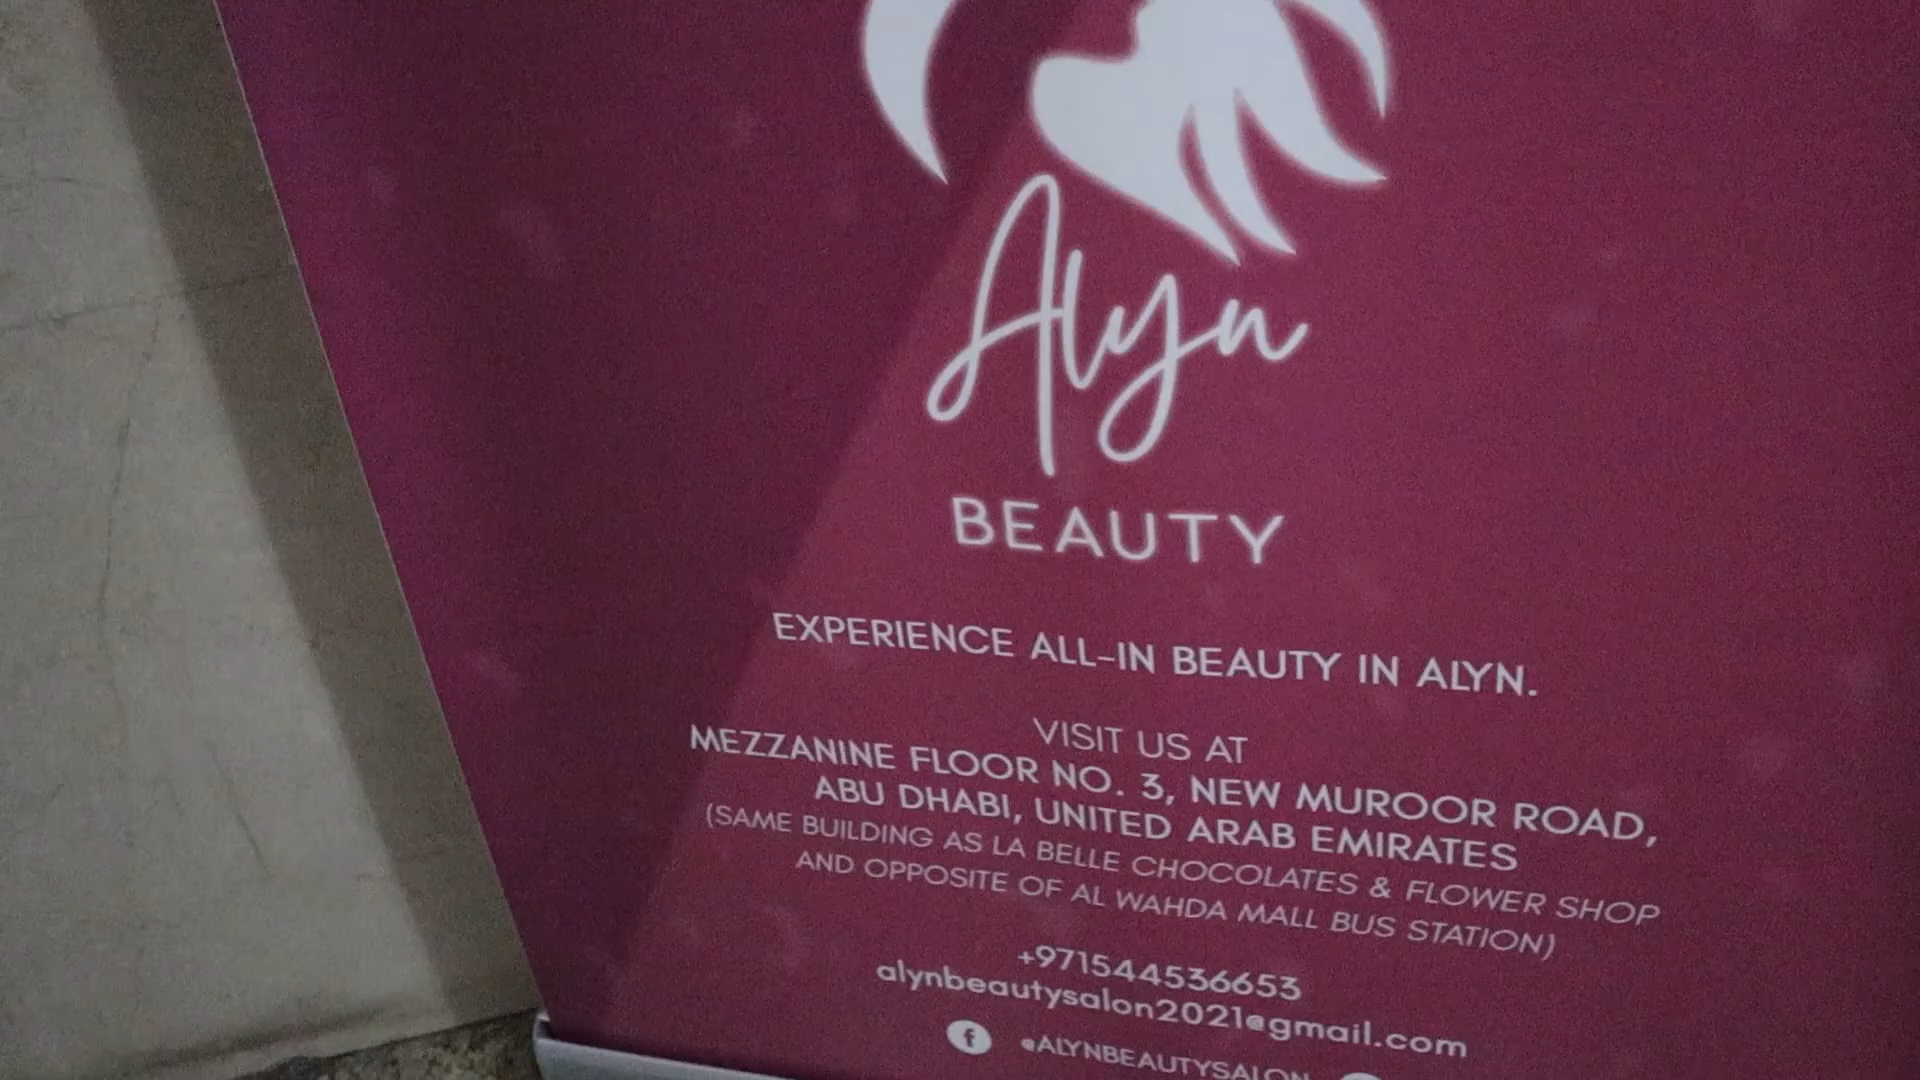 Alyn
BEAUTY
EXPERIENCE ALL-IN BEAUTY IN ALYN.
VISIT US AT
MEZZANINE FLOOR NO. 3, NEW MUROOR ROAD,
ABU DHABI, UNITED ARAB EMIRATES
(SAME BUILDING AS LA BELLE CHOCOLATES & FLOWER SHOP
AND OPPOSITE OF AL WAHDA MALL BUS STATION)
+971544536653
alynbeautysalon2021@gmail.com
@ALYNBEAUTYSALON